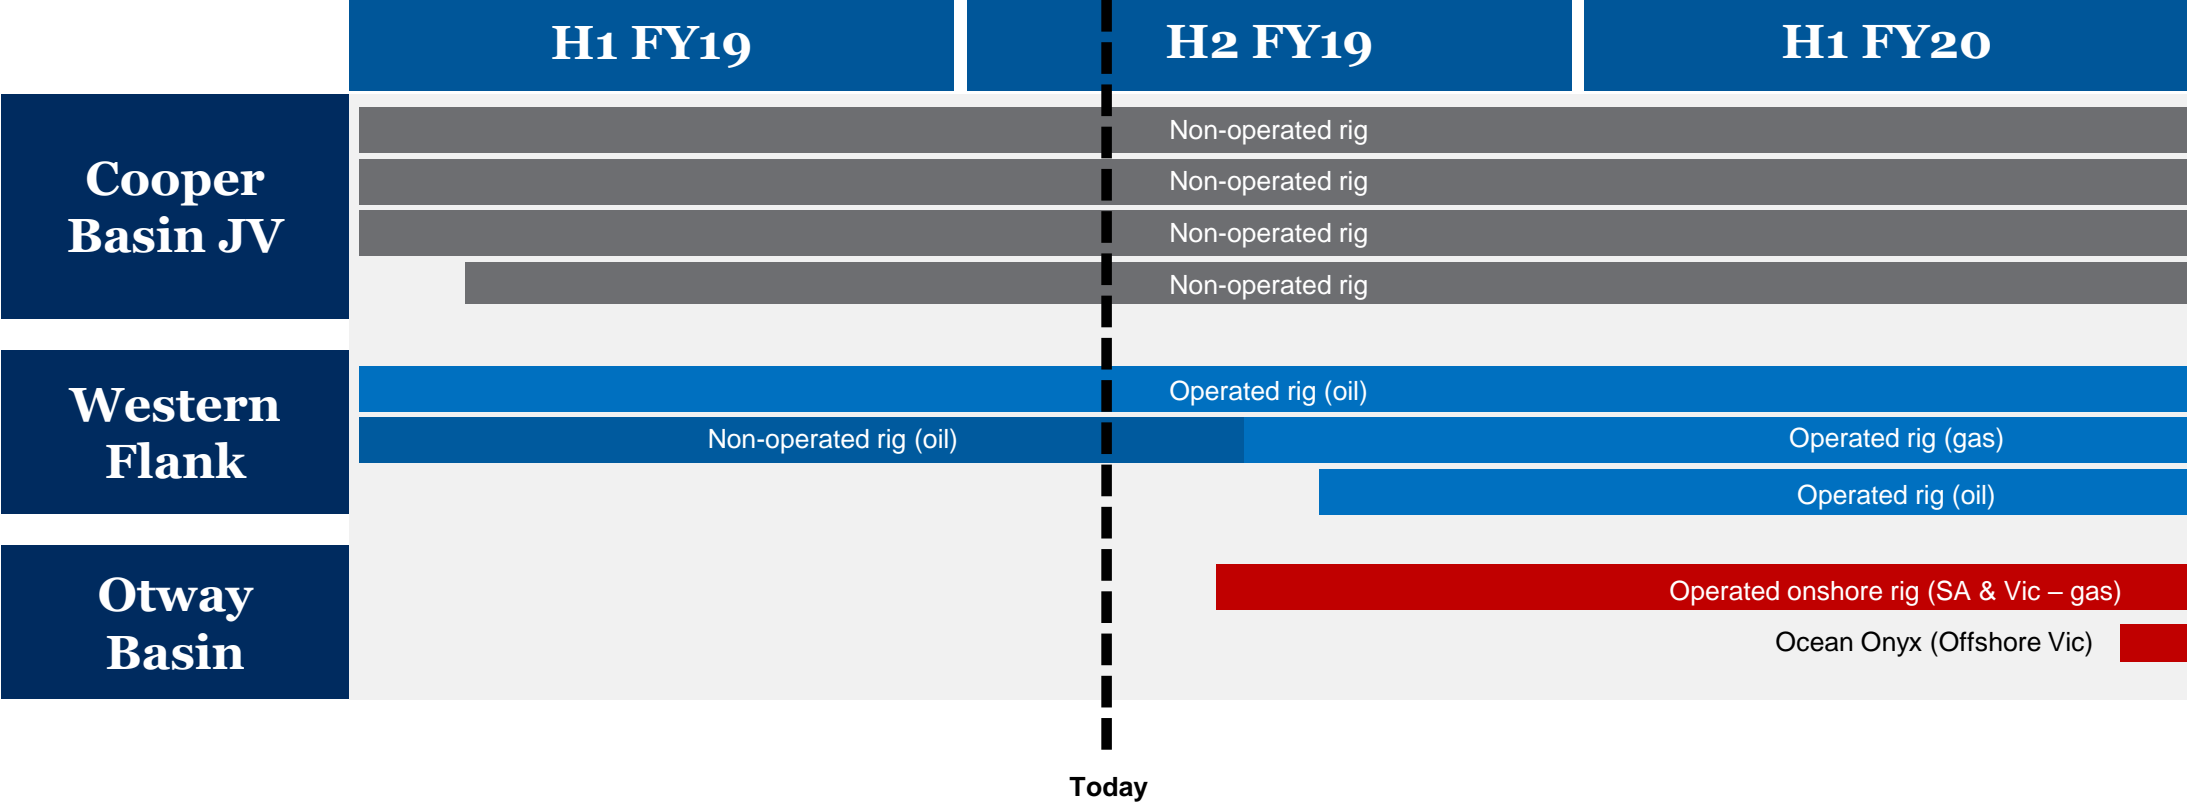 H1 FY19
H2 FY19
H1 FY20
Cooper
Basin JV
Non-operated rig
Non-operated rig
Non-operated rig
Non-operated rig
Western
Flank
Operated rig (oil)
Non-operated rig (oil)
Operated rig (gas)
Operated rig (oil)
Otway
Basin
Operated onshore rig (SA & Vic – gas)
Ocean Onyx (Offshore Vic)
Today